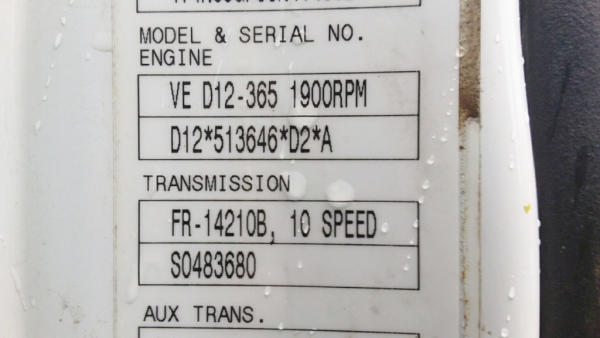 MODEL & SERIAL NO.
ENGINE
VE D12-365 1900RPM
D12*513646*D2*A
TRANSMISSION
FR-14210B, 10 SPEED
S0483680
AUX TRANS.